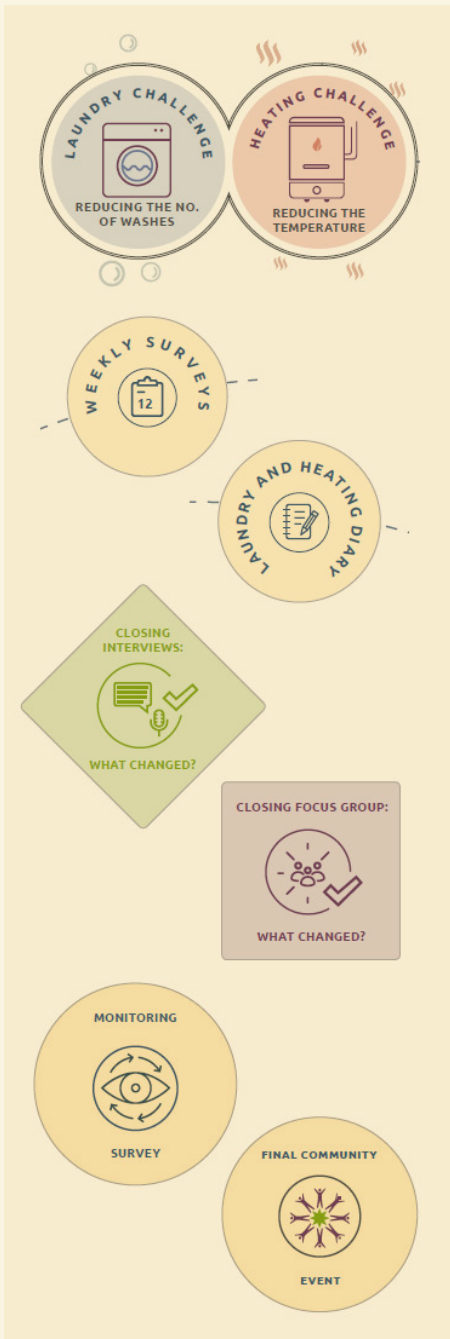 LAUNDRY CHALLENGE
REDUCING THE NO.
OF WASHES
HEATING CHALLENGE
REDUCING THE
TEMPERATURE
WEEKLY SURVEYS
12
LAUNDRY AND HEATING DIARY
CLOSING
INTERVIEWS:
WHAT CHANGED?
CLOSING FOCUS GROUP:
WHAT CHANGED?
MONITORING
SURVEY
FINAL COMMUNITY
EVENT